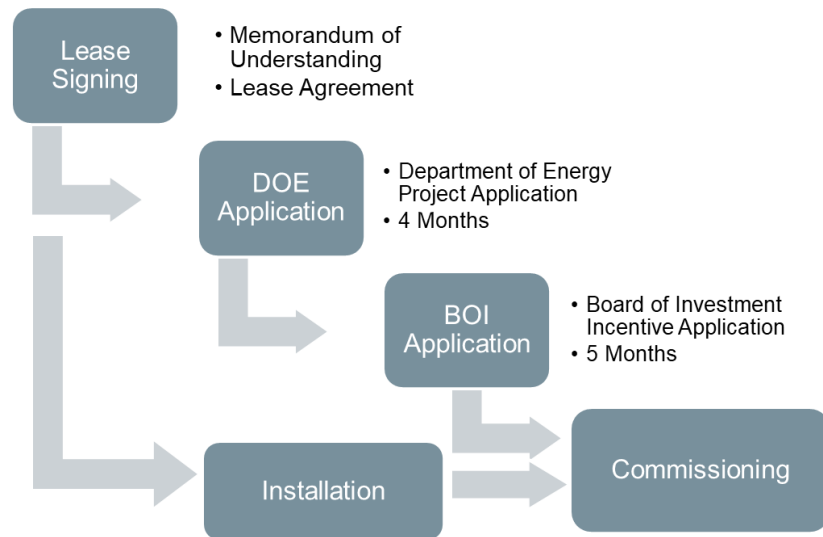 Lease
Signing
• Memorandum of
Understanding
• Lease Agreement
DOE
Application
• Department of Energy
Project Application
• 4 Months
BOI
Application
• Board of Investment
Incentive Application
• 5 Months
Installation
Commissioning